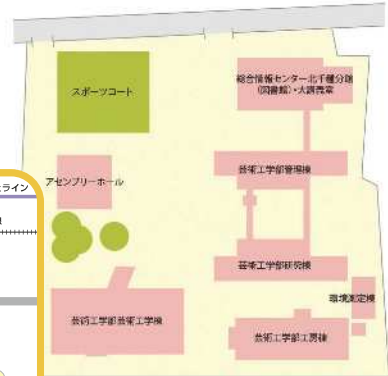 スポーツコート
総合情報センター北千種分館
(図書館)・大講義室
アセンブリーホール
芸術工学部管理棟
芸術工学部研究棟
環境測定棟
芸術工学部芸術工学棟
芸術工学部工房棟
ライン